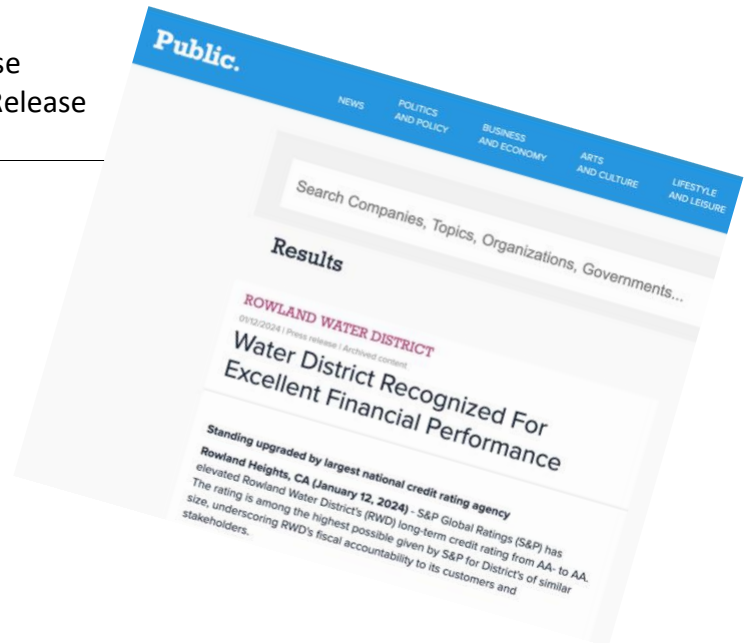 se
Release
Public.
NEWS
POLITICS
AND POLICY
BUSINESS
AND ECONOMY
ARTS
AND CULTURE
LIFESTYLE
AND LEISURE
Search Companies, Topics, Organizations, Governments...
Results
ROWLAND WATER DISTRICT
01/12/2024 | Press release | Archived content
Water District Recognized For
Excellent Financial Performance
Standing upgraded by largest national credit rating agency
Rowland Heights, CA (January 12, 2024) - S&P Global Ratings (S&P) has
elevated Rowland Water District's (RWD) long-term credit rating from AA- to AA.
The rating is among the highest possible given by S&P for District's of similar
size, underscoring RWD's fiscal accountability to its customers and
stakeholders.